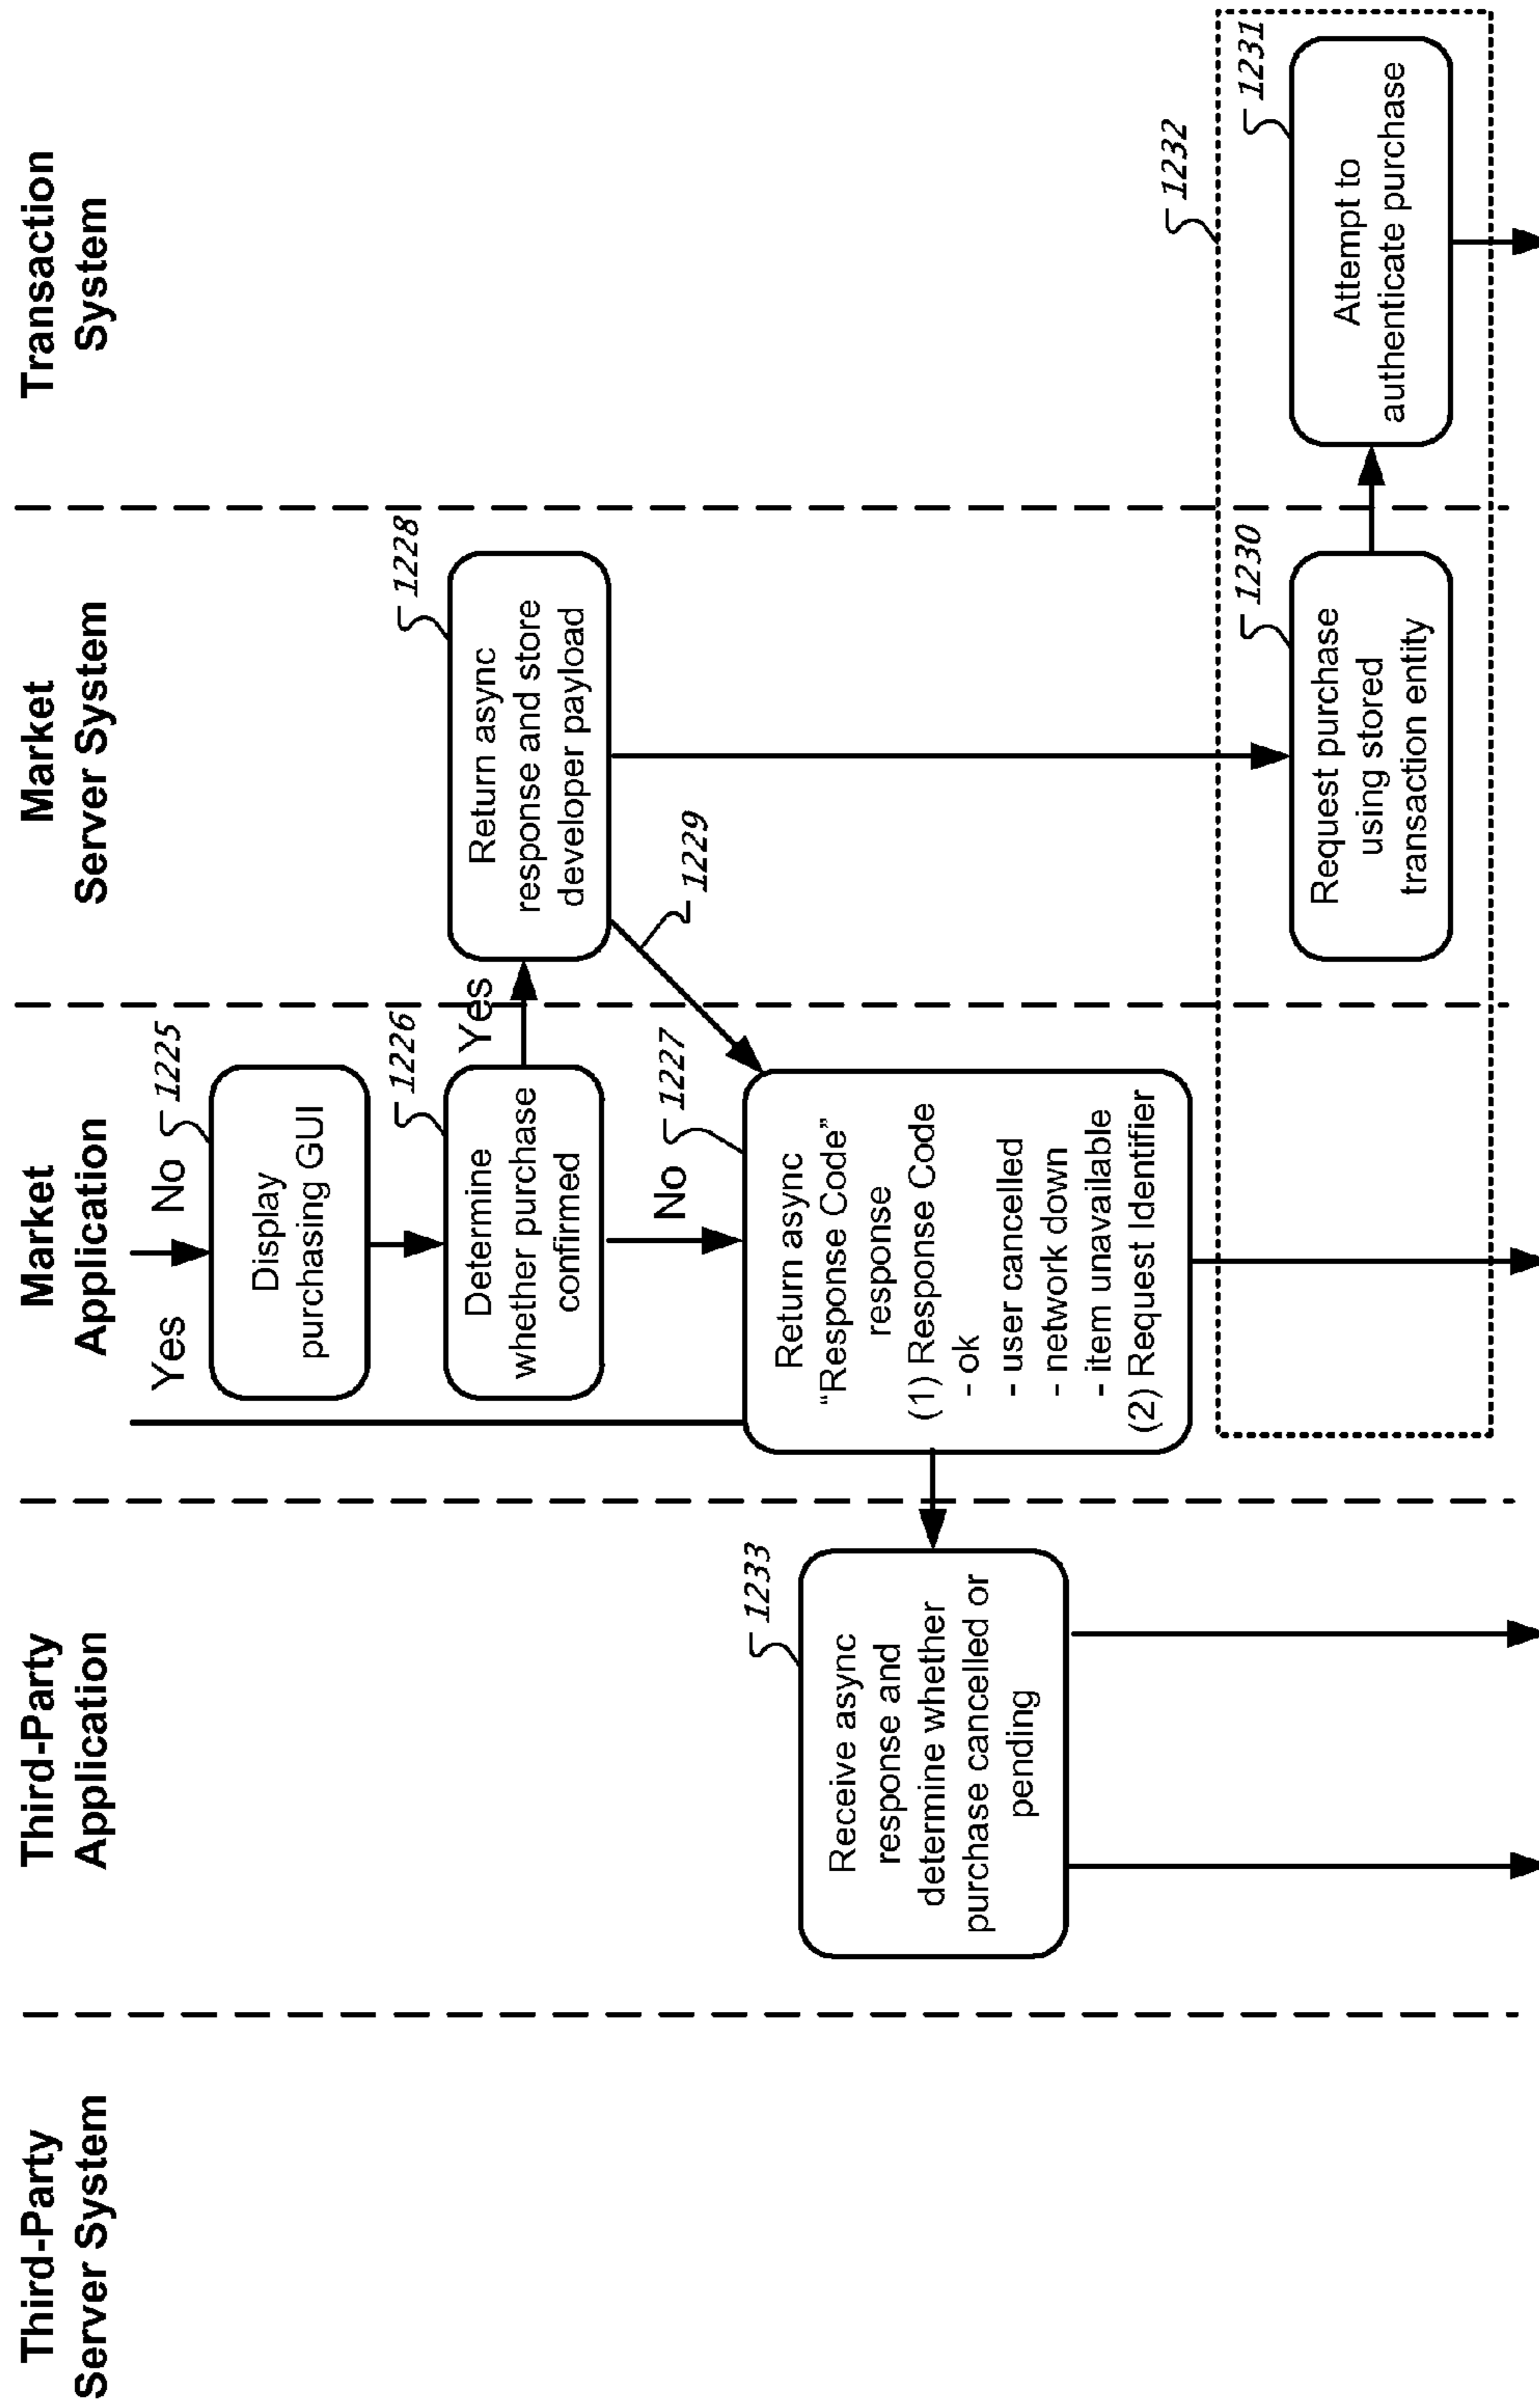 Third-Party
Server System
Third-Party
Application
Market
Application
Market
Server System
Transaction
System
Yes
No
1225
Display
purchasing GUI
1226
Determine
whether purchase
confirmed
Yes
No
1228
Return async
response and store
developer payload
1229
1227
Return async
“Response Code”
response
(1) Response Code
- ok
- user cancelled
- network down
- item unavailable
(2) Request Identifier
1233
Receive async
response and
determine whether
purchase cancelled or
pending
1232
1230
Request purchase
using stored
transaction entity
1231
Attempt to
authenticate purchase